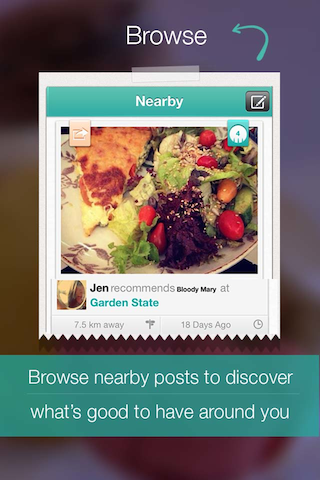 Browse
Nearby
Jen recommends Bloody Mary at
Garden State
7.5 km away 18 Days Ago
Browse nearby posts to discover
what's good to have around you